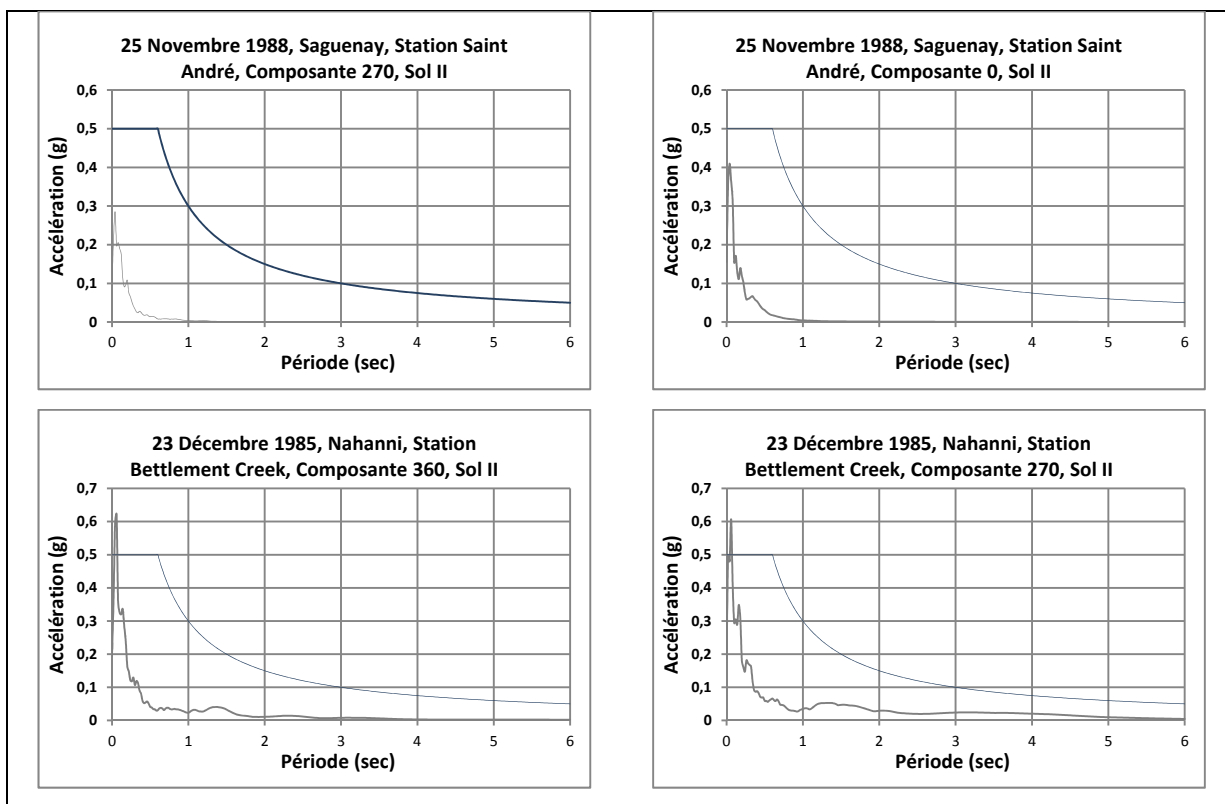 25 Novembre 1988, Saguenay, Station Saint
André, Composante 270, Sol II
0,6
0,5
0,4
0,3
0,2
0,1
0
Accélération (g)
0 1 2 3 4 5 6
Période (sec)
25 Novembre 1988, Saguenay, Station Saint
André, Composante 0, Sol II
0,6
0,5
0,4
0,3
0,2
0,1
0
Accélération (g)
0 1 2 3 4 5 6
Période (sec)
23 Décembre 1985, Nahanni, Station
Bettlement Creek, Composante 360, Sol II
0,7
0,6
0,5
0,4
0,3
0,2
0,1
0
Accélération (g)
0 1 2 3 4 5 6
Période (sec)
23 Décembre 1985, Nahanni, Station
Bettlement Creek, Composante 270, Sol II
0,7
0,6
0,5
0,4
0,3
0,2
0,1
0
Accélération (g)
0 1 2 3 4 5 6
Période (sec)